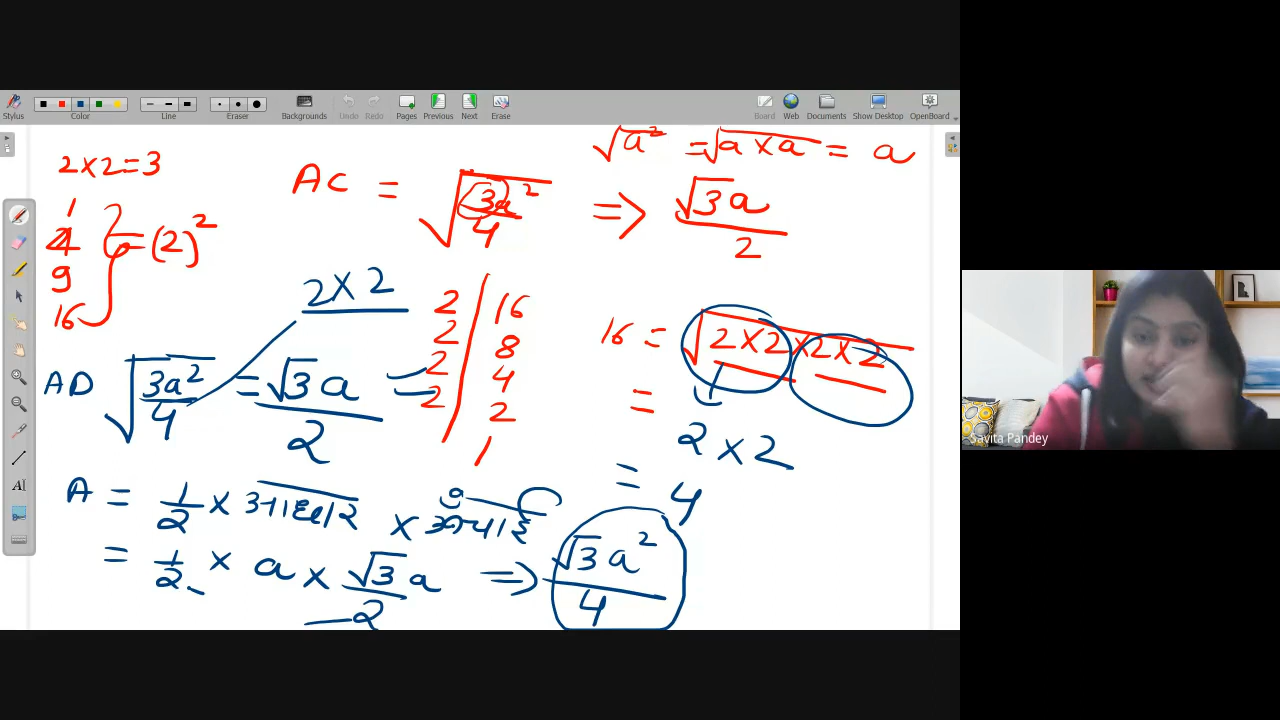 Stylus Color Line Eraser Backgrounds Undo Redo Pages Previous Next Erase Board Web Documents Show Desktop OpenBoard
√a² = √a×a = a
2×2=3
AC = √3a²/4 ⇒ √3a/2
1
4 = (2)²
9
16
2×2
2 | 16
2 | 8
2 | 4
2 | 2
1
16 = √2×2×2×2
= 2×2
= 4
AD √3a²/4 = √3a/2 =
A = 1/2 × आधार × ऊँचाई
= 1/2 × a × √3a/2 ⇒ √3a²/4
Savita Pandey